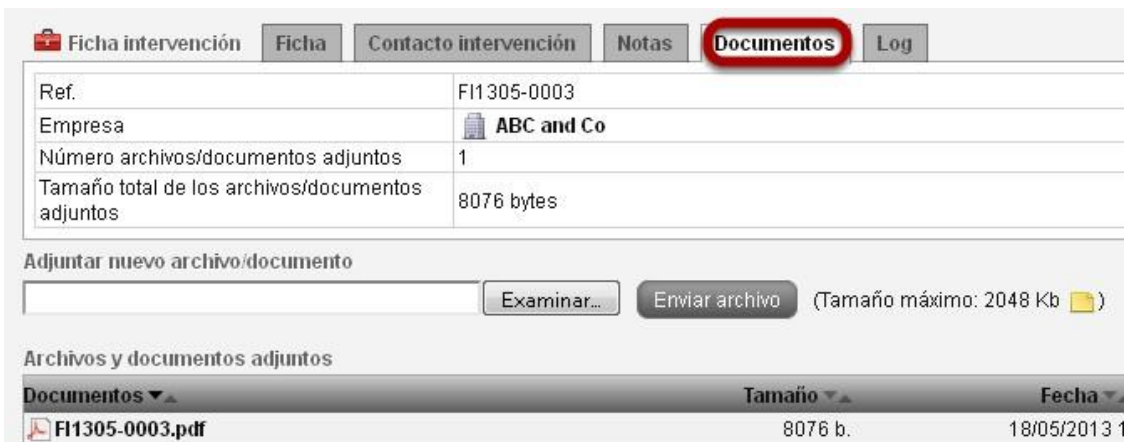 Ficha intervención Ficha Contacto intervención Notas Documentos Log
Ref. FI1305-0003
Empresa ABC and Co
Número archivos/documentos adjuntos 1
Tamaño total de los archivos/documentos
adjuntos 8076 bytes
Adjuntar nuevo archivo/documento
Examinar... Enviar archivo (Tamaño máximo: 2048 Kb )
Archivos y documentos adjuntos
Documentos Tamaño Fecha
FI1305-0003.pdf 8076 b. 18/05/2013 1